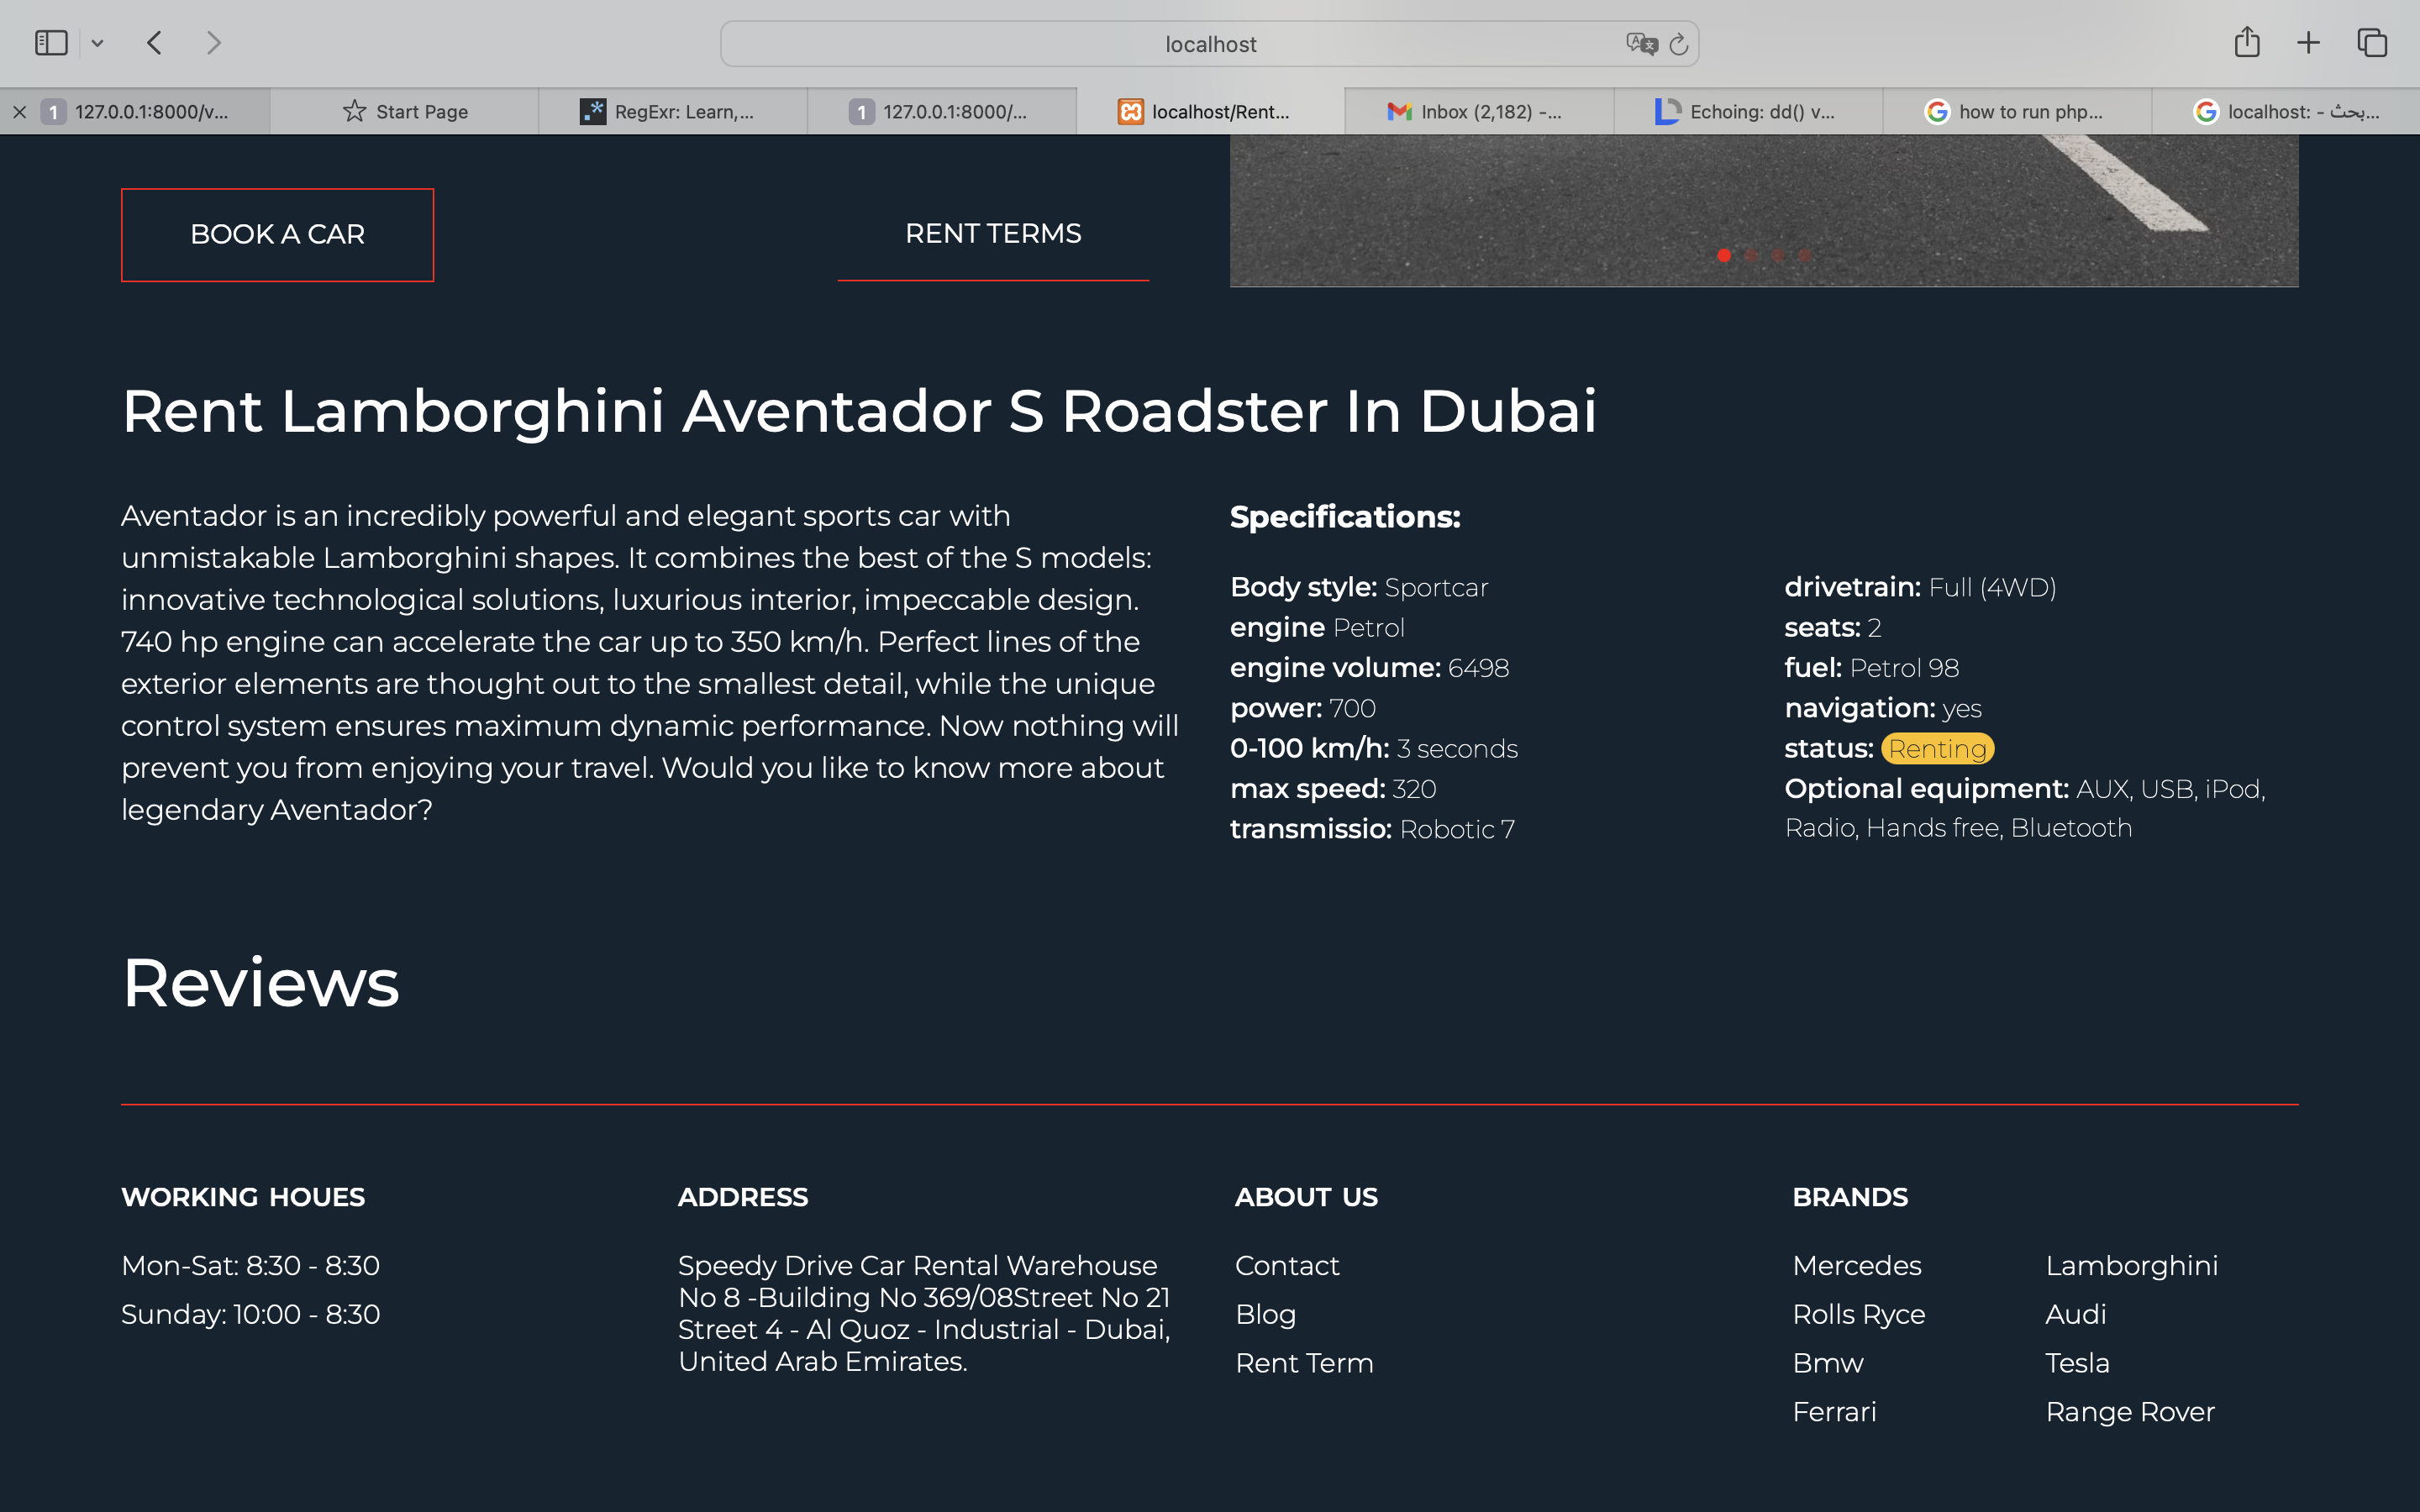 localhost
127.0.0.1:8000/v...
Start Page
RegExr: Learn,...
127.0.0.1:8000/...
localhost/Rent...
Inbox (2,182) -...
Echoing: dd() v...
how to run php...
localhost: - بحث...
BOOK A CAR
RENT TERMS
Rent Lamborghini Aventador S Roadster In Dubai
Aventador is an incredibly powerful and elegant sports car with
unmistakable Lamborghini shapes. It combines the best of the S models:
innovative technological solutions, luxurious interior, impeccable design.
740 hp engine can accelerate the car up to 350 km/h. Perfect lines of the
exterior elements are thought out to the smallest detail, while the unique
control system ensures maximum dynamic performance. Now nothing will
prevent you from enjoying your travel. Would you like to know more about
legendary Aventador?
Specifications:
Body style: Sportcar
engine Petrol
engine volume: 6498
power: 700
0-100 km/h: 3 seconds
max speed: 320
transmissio: Robotic 7
drivetrain: Full (4WD)
seats: 2
fuel: Petrol 98
navigation: yes
status: Renting
Optional equipment: AUX, USB, iPod,
Radio, Hands free, Bluetooth
Reviews
WORKING HOUES
Mon-Sat: 8:30 - 8:30
Sunday: 10:00 - 8:30
ADDRESS
Speedy Drive Car Rental Warehouse
No 8 -Building No 369/08Street No 21
Street 4 - Al Quoz - Industrial - Dubai,
United Arab Emirates.
ABOUT US
Contact
Blog
Rent Term
BRANDS
Mercedes
Rolls Ryce
Bmw
Ferrari
Lamborghini
Audi
Tesla
Range Rover